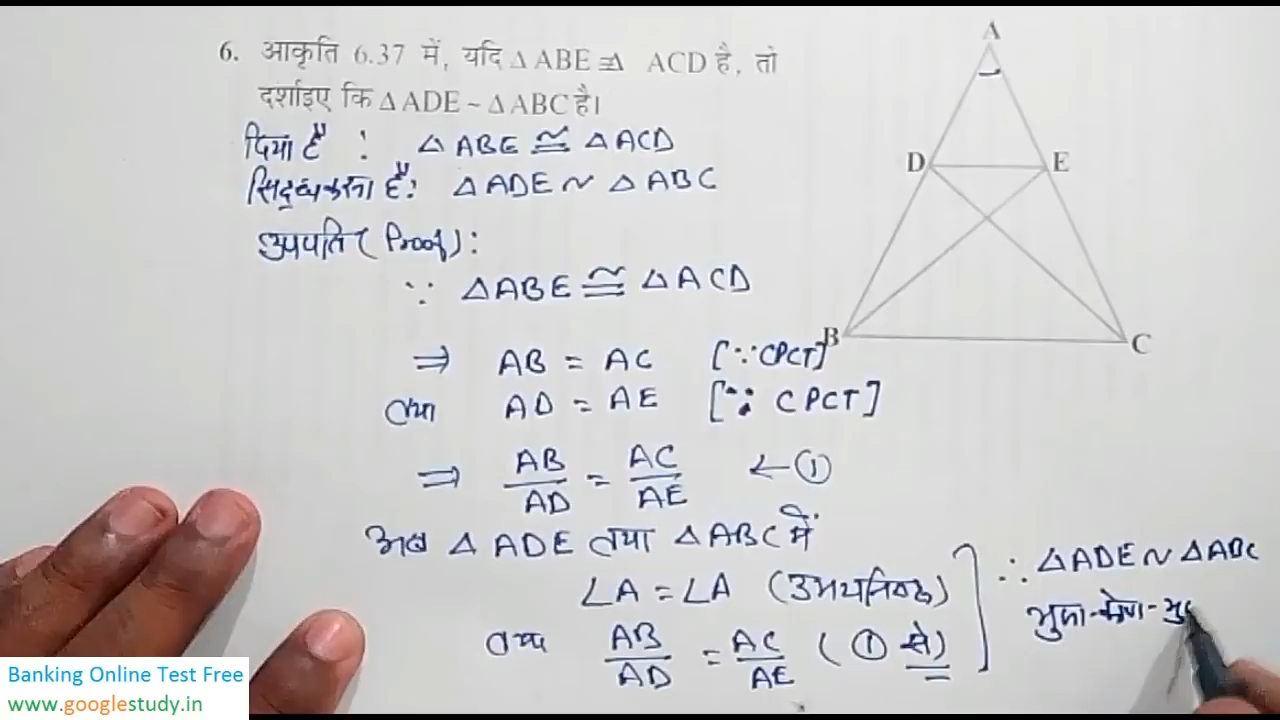 6. आकृति 6.37 में, यदि Δ ABE ≅ Δ ACD है, तो
दर्शाइए कि Δ ADE ~ Δ ABC है।
दिया है : Δ ABE ≅ Δ ACD
सिद्ध करना है: Δ ADE ~ Δ ABC
उपपति (Proof):
∵ Δ ABE ≅ Δ ACD
⇒ AB = AC [∵ CPCT]
तथा AD = AE [∵ CPCT]
⇒ AB/AD = AC/AE ← ①
अब Δ ADE तथा Δ ABC में
∠A = ∠A (उभयनिष्ठ)
तथा AB/AD = AC/AE (① से)
∴ Δ ADE ~ Δ ABC
भुजा-कोण-भु
A
D
E
B
C
Banking Online Test Free
www.googlestudy.in